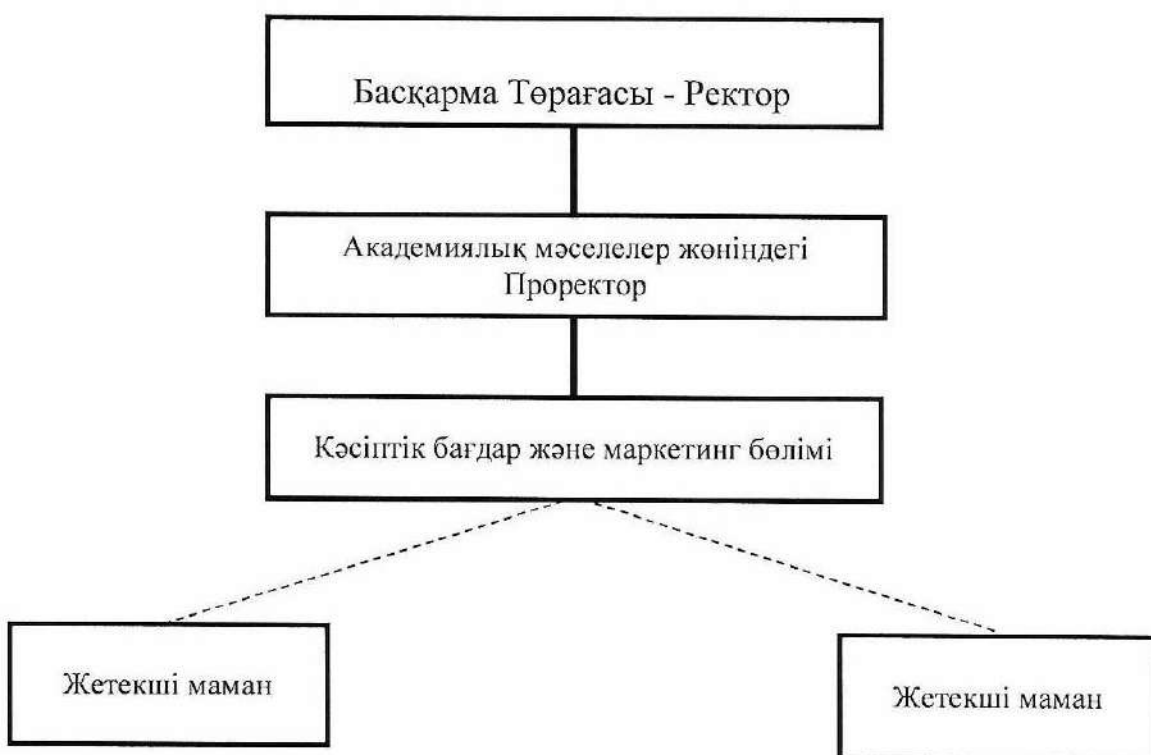 Басқарма Төрағасы - Ректор
Академиялық мәселелер жөніндегі
Проректор
Кәсіптік бағдар және маркетинг бөлімі
Жетекші маман
Жетекші маман